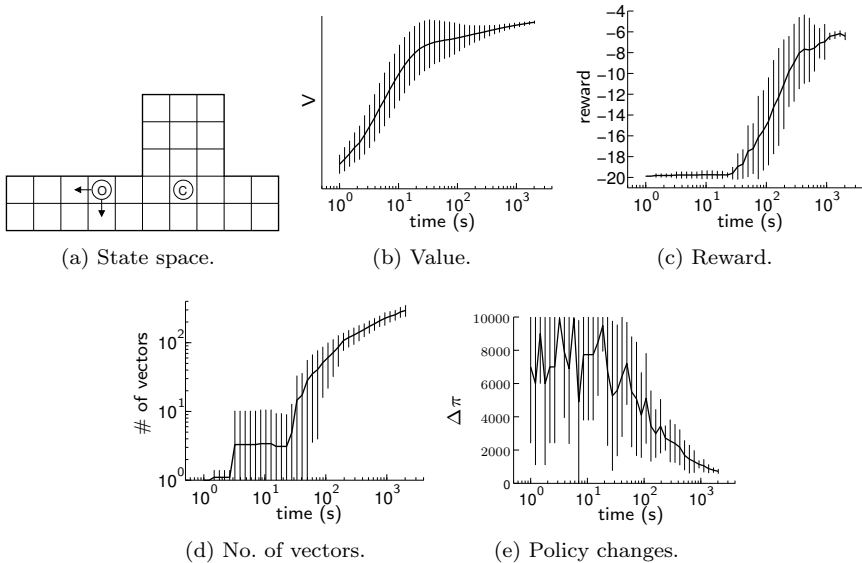 O
C
(a) State space.
V
10^0 10^1 10^2 10^3
time (s)
(b) Value.
reward
−4
−6
−8
−10
−12
−14
−16
−18
−20
10^0 10^1 10^2 10^3
time (s)
(c) Reward.
# of vectors
10^2
10^1
10^0
10^0 10^1 10^2 10^3
time (s)
(d) No. of vectors.
Δπ
10000
8000
6000
4000
2000
0
10^0 10^1 10^2 10^3
time (s)
(e) Policy changes.